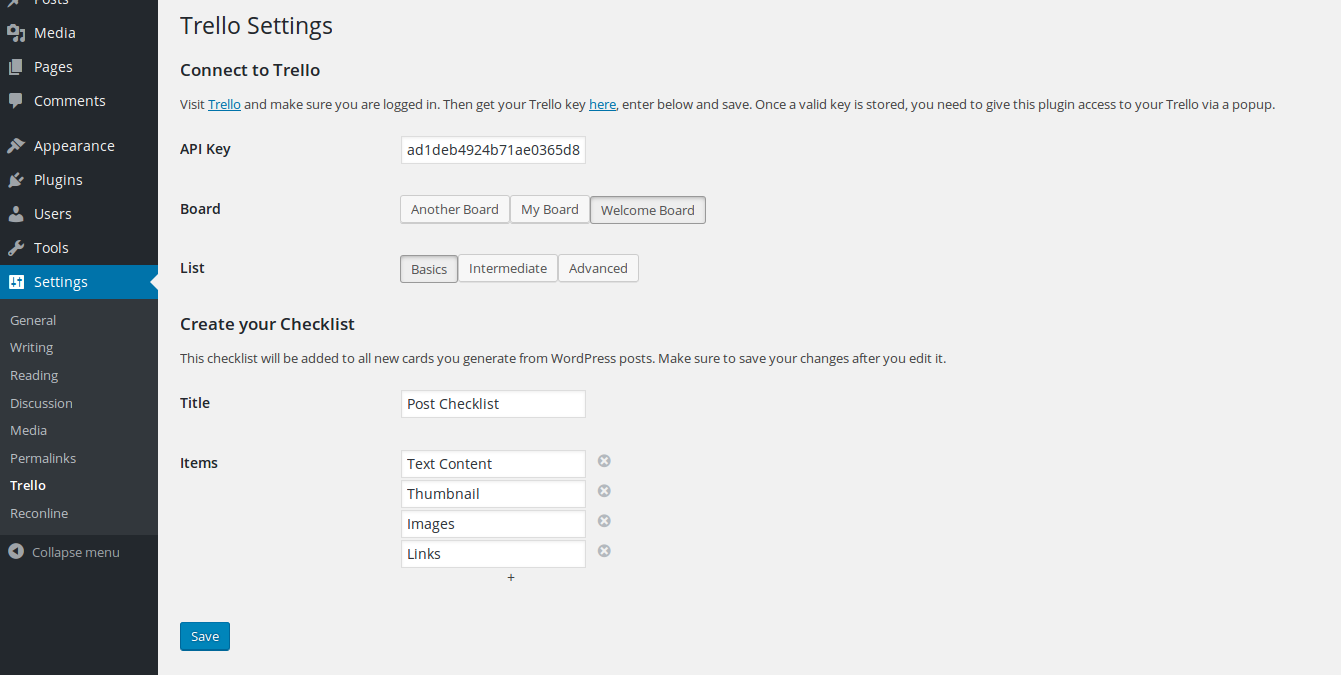 Posts
Media
Pages
Comments
Appearance
Plugins
Users
Tools
Settings
General
Writing
Reading
Discussion
Media
Permalinks
Trello
Reconline
Collapse menu
Trello Settings
Connect to Trello
Visit Trello and make sure you are logged in. Then get your Trello key here, enter below and save. Once a valid key is stored, you need to give this plugin access to your Trello via a popup.
API Key ad1deb4924b71ae0365d8
Board Another Board My Board Welcome Board
List Basics Intermediate Advanced
Create your Checklist
This checklist will be added to all new cards you generate from WordPress posts. Make sure to save your changes after you edit it.
Title Post Checklist
Items Text Content
Thumbnail
Images
Links
+
Save